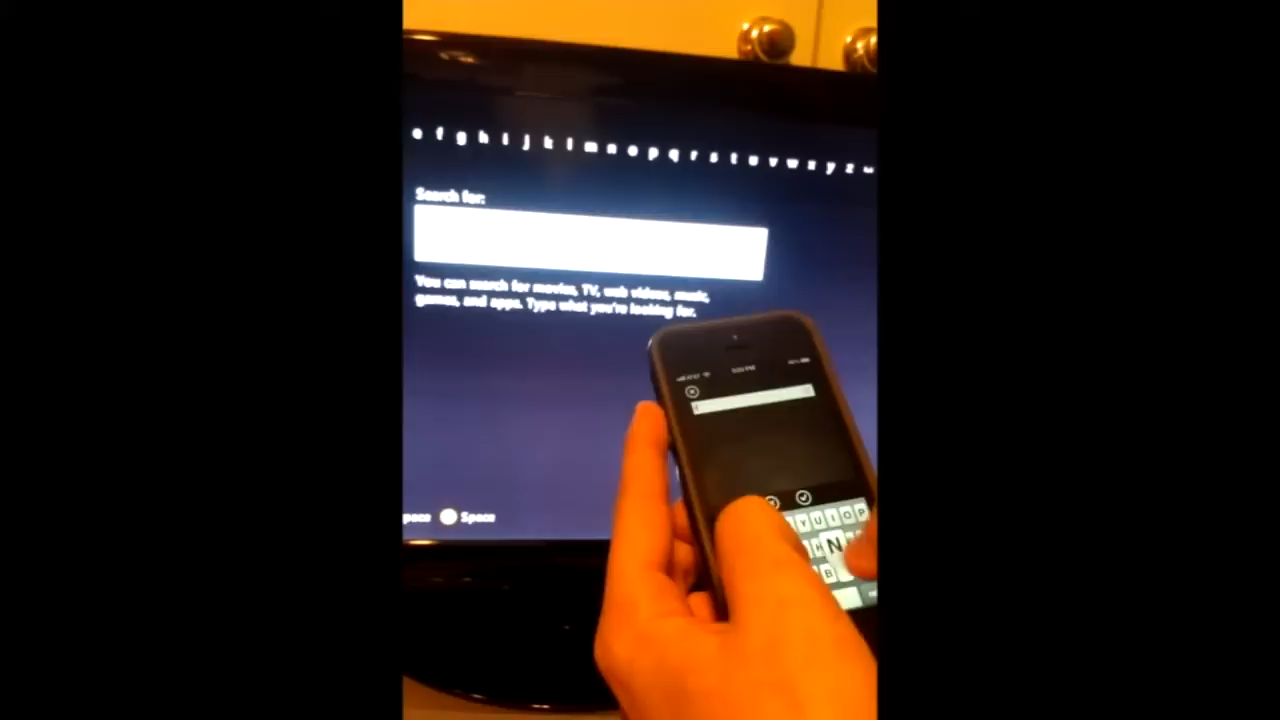 e f g h i j k l m n o p q r s t u v w x y z
Search for:
You can search for movies, TV, web videos, music,
games, and apps. Type what you're looking for.
Space
AT&T
Y U I O P
H N
B